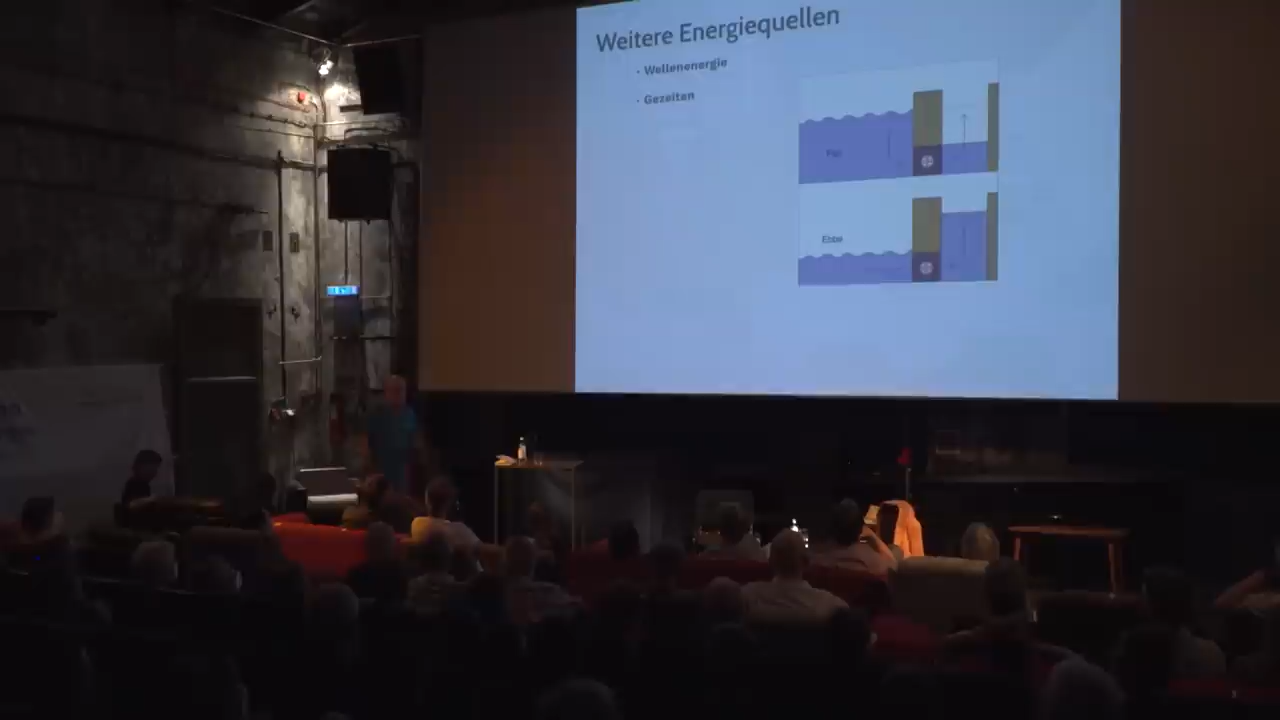 Weitere Energiequellen
· Wellenenergie
· Gezeiten
Flut
Ebbe